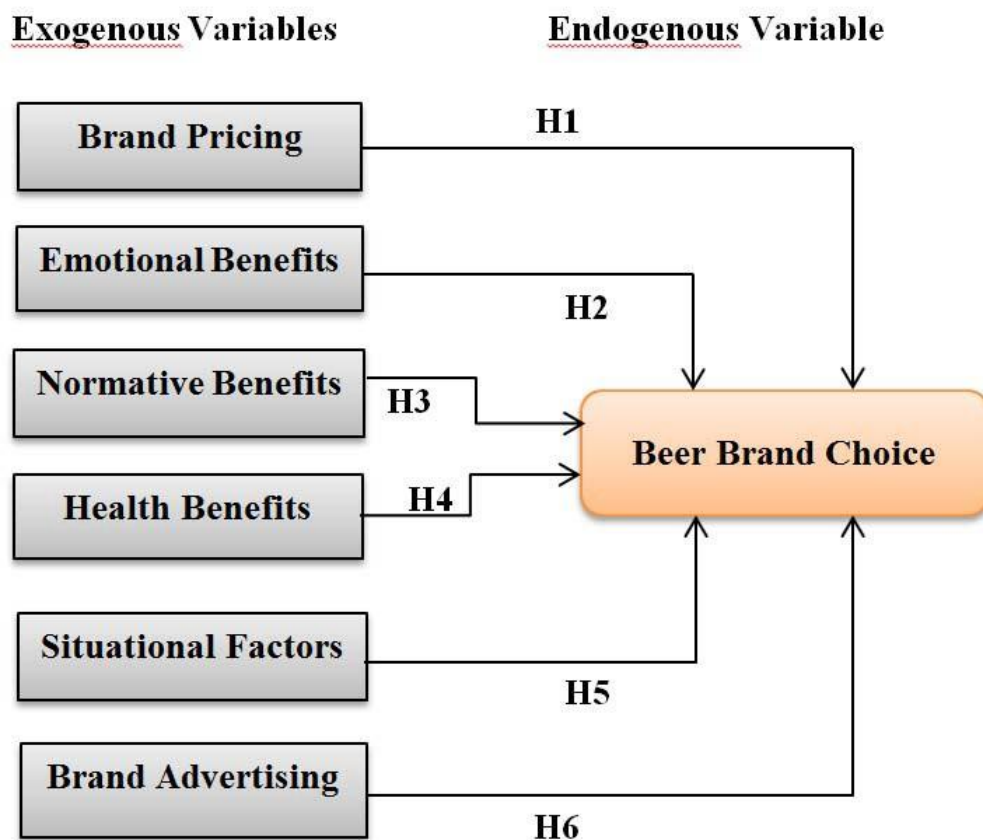 Exogenous Variables
Endogenous Variable
Brand Pricing
H1
Emotional Benefits
H2
Normative Benefits
H3
Beer Brand Choice
Health Benefits
H4
Situational Factors
H5
Brand Advertising
H6